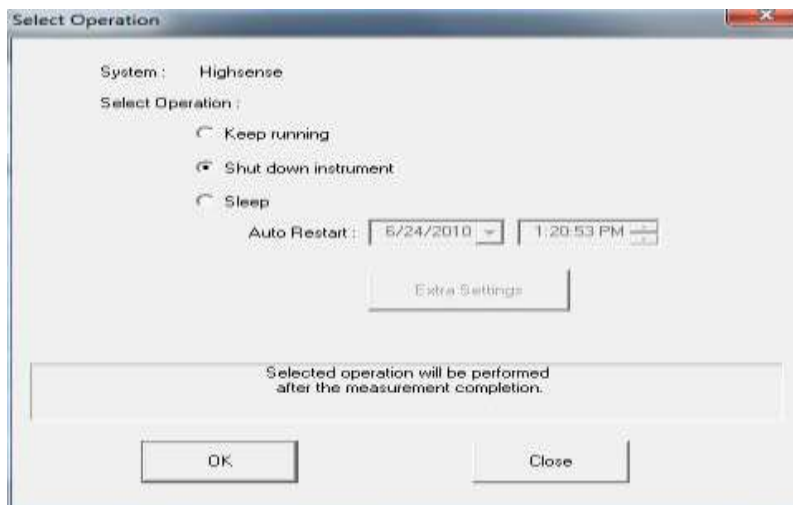 Select Operation
System : Highsense
Select Operation :
Keep running
Shut down instrument
Sleep
Auto Restart : 6/24/2010 1:20:53 PM
Extra Settings
Selected operation will be performed
after the measurement completion.
OK Close